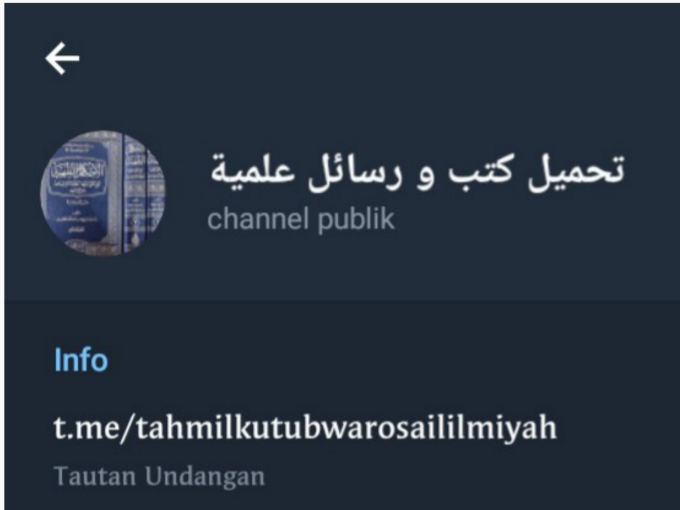 تحميل كتب و رسائل علمية
channel publik
Info
t.me/tahmilkutubwarosaililmiyah
Tautan Undangan